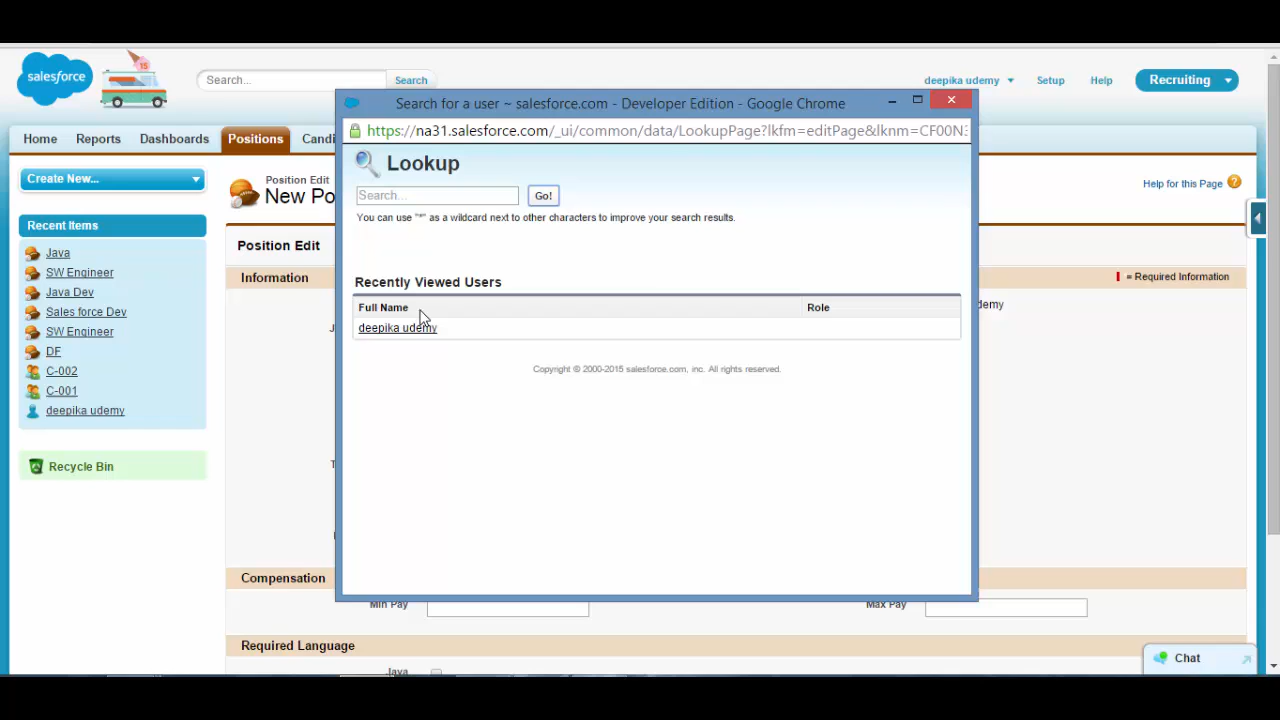 salesforce
15
Search...
Search
deepika udemy
Setup
Help
Recruiting
Search for a user ~ salesforce.com - Developer Edition - Google Chrome
https://na31.salesforce.com/_ui/common/data/LookupPage?lkfm=editPage&lknm=CF00N
Home
Reports
Dashboards
Positions
Candi
Lookup
Search...
Go!
You can use "*" as a wildcard next to other characters to improve your search results.
Create New...
Position Edit
New Po
Help for this Page
Recent Items
Java
SW Engineer
Java Dev
Sales force Dev
SW Engineer
DF
C-002
C-001
deepika udemy
Recycle Bin
Position Edit
Information
= Required Information
demy
Recently Viewed Users
Full Name
Role
deepika udemy
Copyright © 2000-2015 salesforce.com, inc. All rights reserved.
Compensation
Min Pay
Max Pay
Required Language
Java
Chat